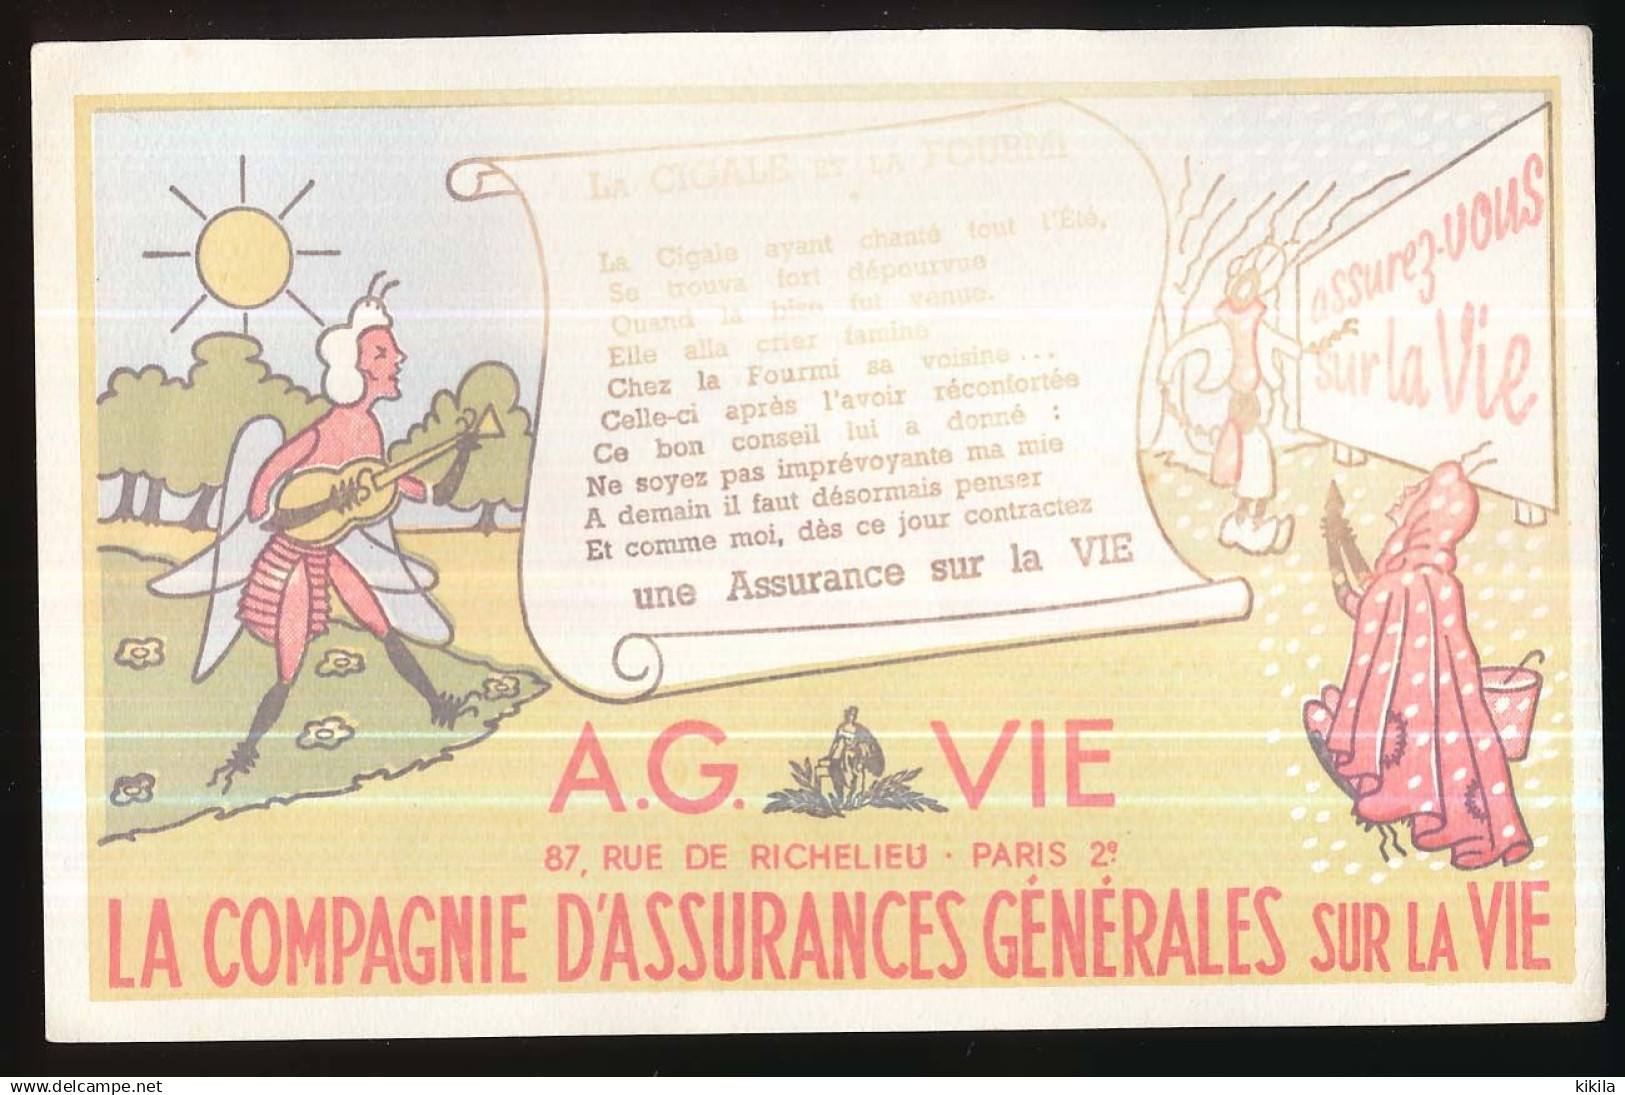 LA CIGALE ET LA FOURMI
La Cigale ayant chanté tout l'Eté,
Se trouva fort dépourvue
Quand la bise fut venue.
Elle alla crier famine
Chez la Fourmi sa voisine ...
Celle-ci après l'avoir réconfortée
Ce bon conseil lui a donné :
Ne soyez pas imprévoyante ma mie
A demain il faut désormais penser
Et comme moi, dès ce jour contractez
une Assurance sur la VIE
assurez-vous
sur la Vie
A.G. VIE
87, RUE DE RICHELIEU · PARIS 2e
LA COMPAGNIE D'ASSURANCES GÉNÉRALES SUR LA VIE
www.delcampe.net
kikila